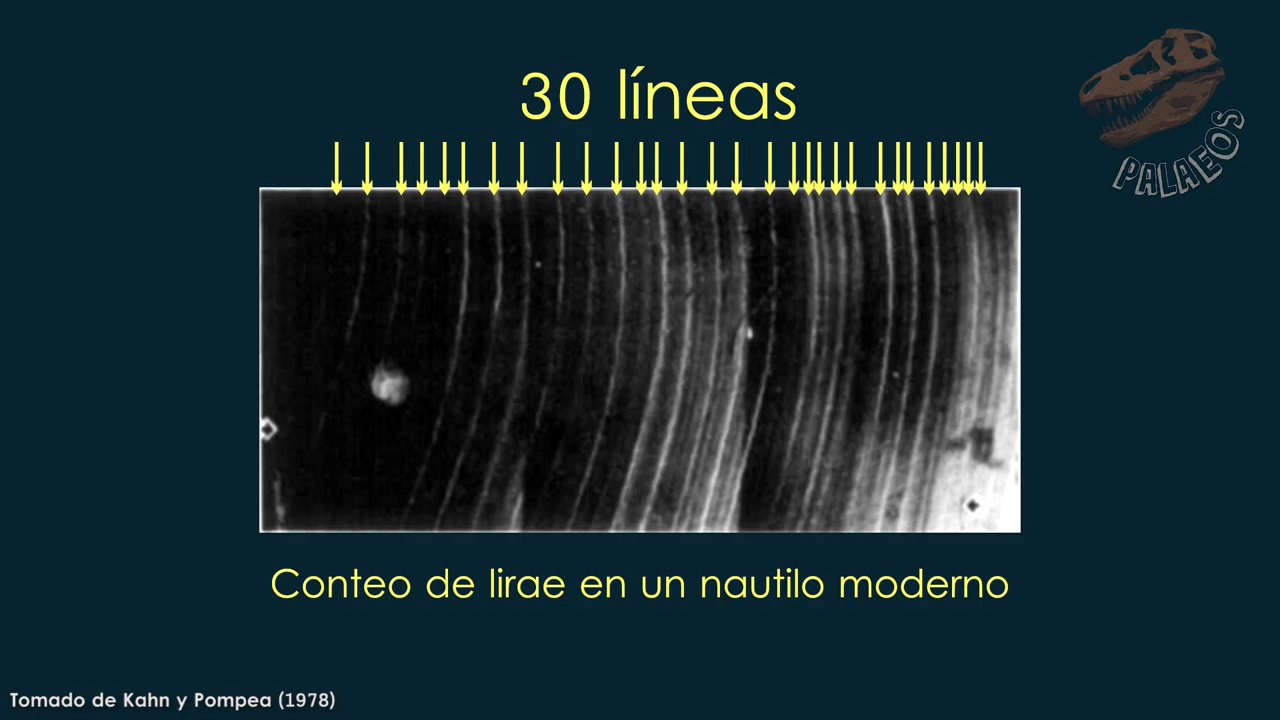 30 líneas
PALAEOS
Conteo de lirae en un nautilo moderno
Tomado de Kahn y Pompea (1978)